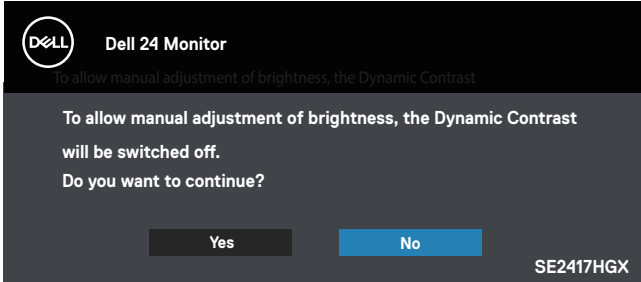 DELL
Dell 24 Monitor
To allow manual adjustment of brightness, the Dynamic Contrast
To allow manual adjustment of brightness, the Dynamic Contrast
will be switched off.
Do you want to continue?
Yes No
SE2417HGX